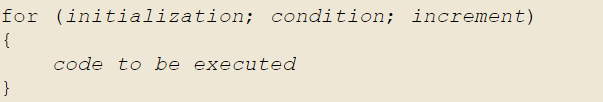 for (initialization; condition; increment)
{
    code to be executed
}